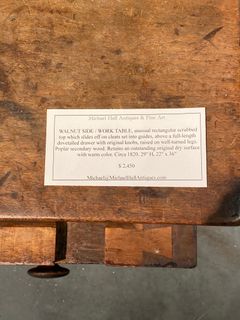 Michael Hall Antiques & Fine Art
WALNUT SIDE / WORK TABLE, unusual rectangular scrubbed
top which slides off on cleats set into guides, above a full-length
dovetailed drawer with original knobs, raised on well-turned legs.
Poplar secondary wood. Retains an outstanding original dry surface
with warm color. Circa 1820. 29" H, 22" x 36"
$ 2,450
Michael@MichaelHallAntiques.com